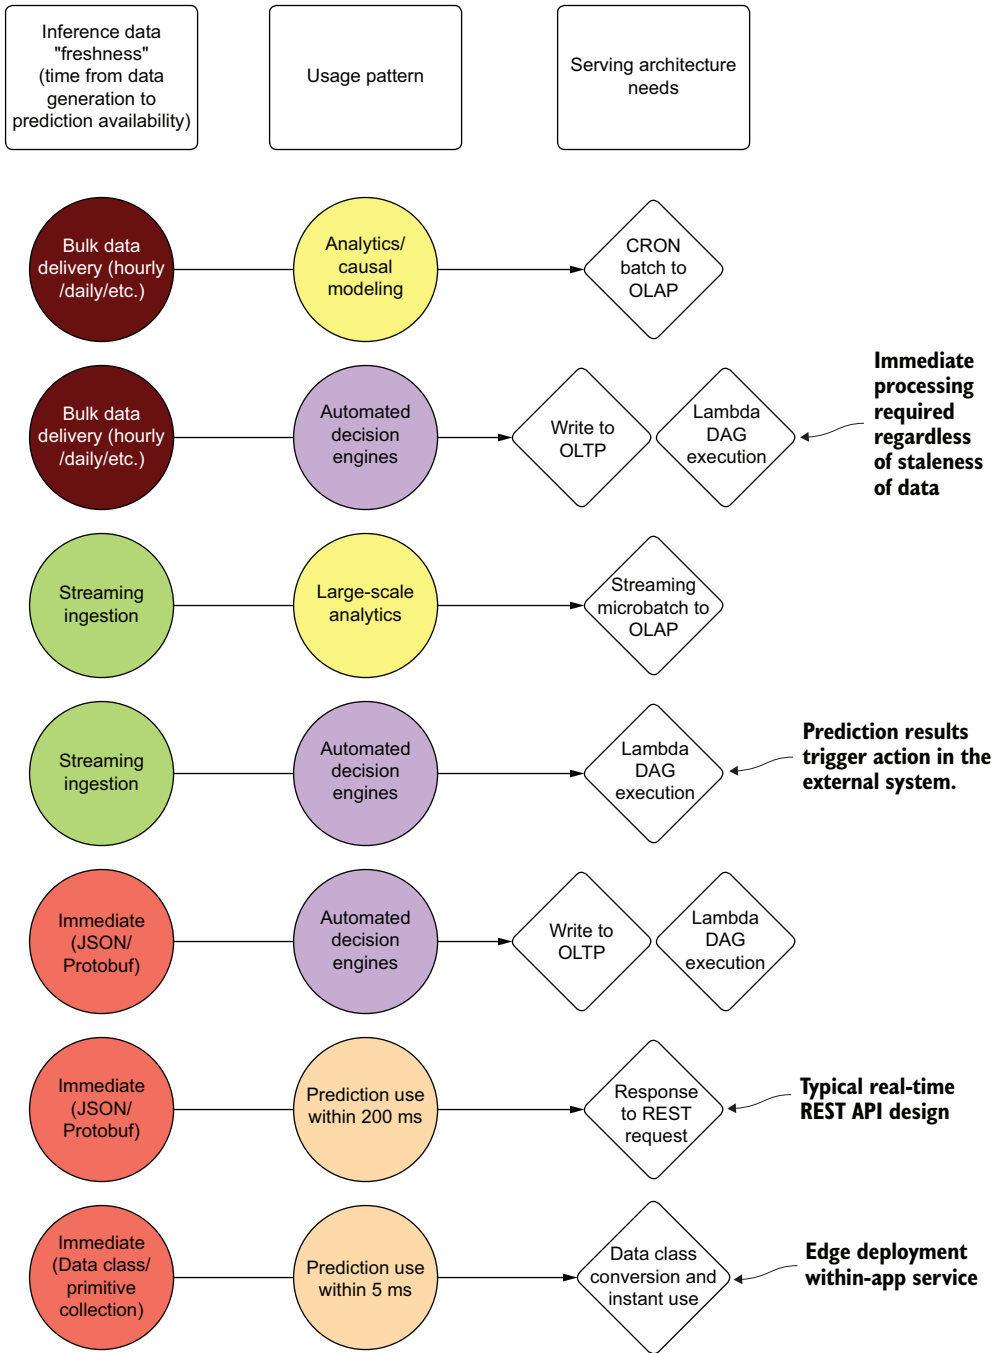 Inference data
"freshness"
(time from data
generation to
prediction availability)
Usage pattern
Serving architecture
needs
Bulk data
delivery (hourly
/daily/etc.)
Analytics/
causal
modeling
CRON
batch to
OLAP
Bulk data
delivery (hourly
/daily/etc.)
Automated
decision
engines
Write to
OLTP
Lambda
DAG
execution
Immediate
processing
required
regardless
of staleness
of data
Streaming
ingestion
Large-scale
analytics
Streaming
microbatch to
OLAP
Streaming
ingestion
Automated
decision
engines
Lambda
DAG
execution
Prediction results
trigger action in the
external system.
Immediate
(JSON/
Protobuf)
Automated
decision
engines
Write to
OLTP
Lambda
DAG
execution
Immediate
(JSON/
Protobuf)
Prediction use
within 200 ms
Response
to REST
request
Typical real-time
REST API design
Immediate
(Data class/
primitive
collection)
Prediction use
within 5 ms
Data class
conversion and
instant use
Edge deployment
within-app service